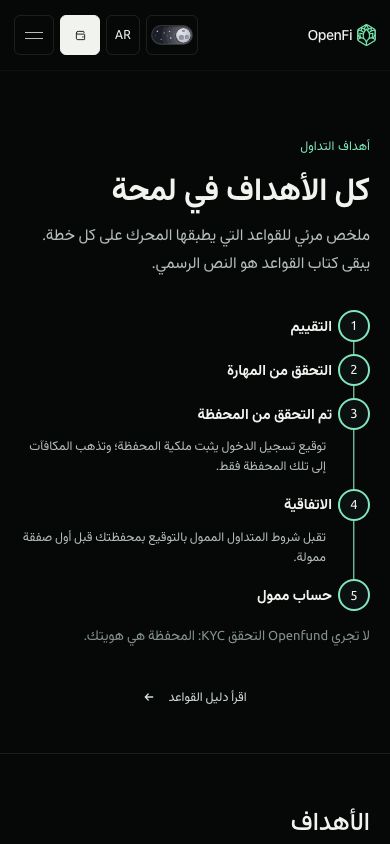 OpenFi
AR
أهداف التداول
كل الأهداف في لمحة
ملخص مرئي للقواعد التي يطبقها المحرك على كل خطة.
يبقى كتاب القواعد هو النص الرسمي.
1 التقييم
2 التحقق من المهارة
3 تم التحقق من المحفظة
توقيع تسجيل الدخول يثبت ملكية المحفظة؛ وتذهب المكافآت
إلى تلك المحفظة فقط.
4 الاتفاقية
تقبل شروط المتداول الممول بالتوقيع بمحفظتك قبل أول صفقة
ممولة.
5 حساب ممول
لا تجري Openfund التحقق KYC: المحفظة هي هويتك.
اقرأ دليل القواعد ←
الأهداف